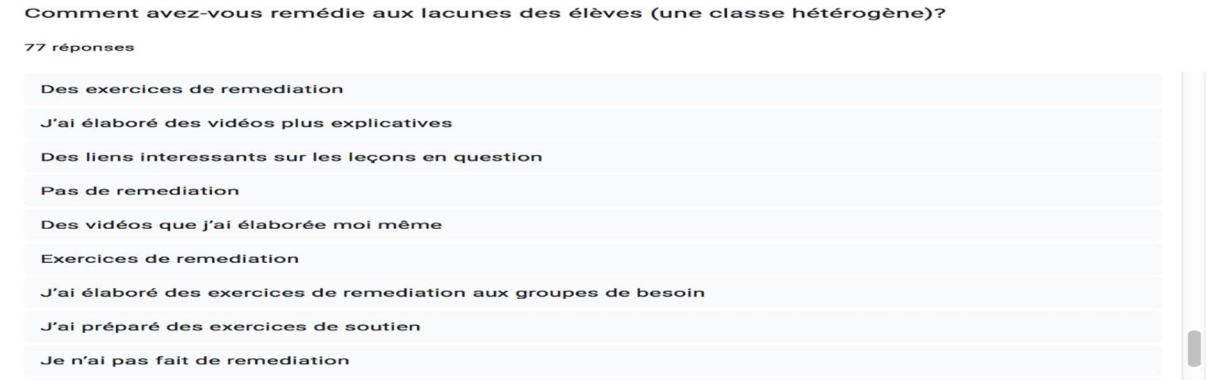 Comment avez-vous remédie aux lacunes des élèves (une classe hétérogène)?
77 réponses
Des exercices de remediation
J'ai élaboré des vidéos plus explicatives
Des liens interessants sur les leçons en question
Pas de remediation
Des vidéos que j'ai élaborée moi même
Exercices de remediation
J'ai élaboré des exercices de remediation aux groupes de besoin
J'ai préparé des exercices de soutien
Je n'ai pas fait de remediation